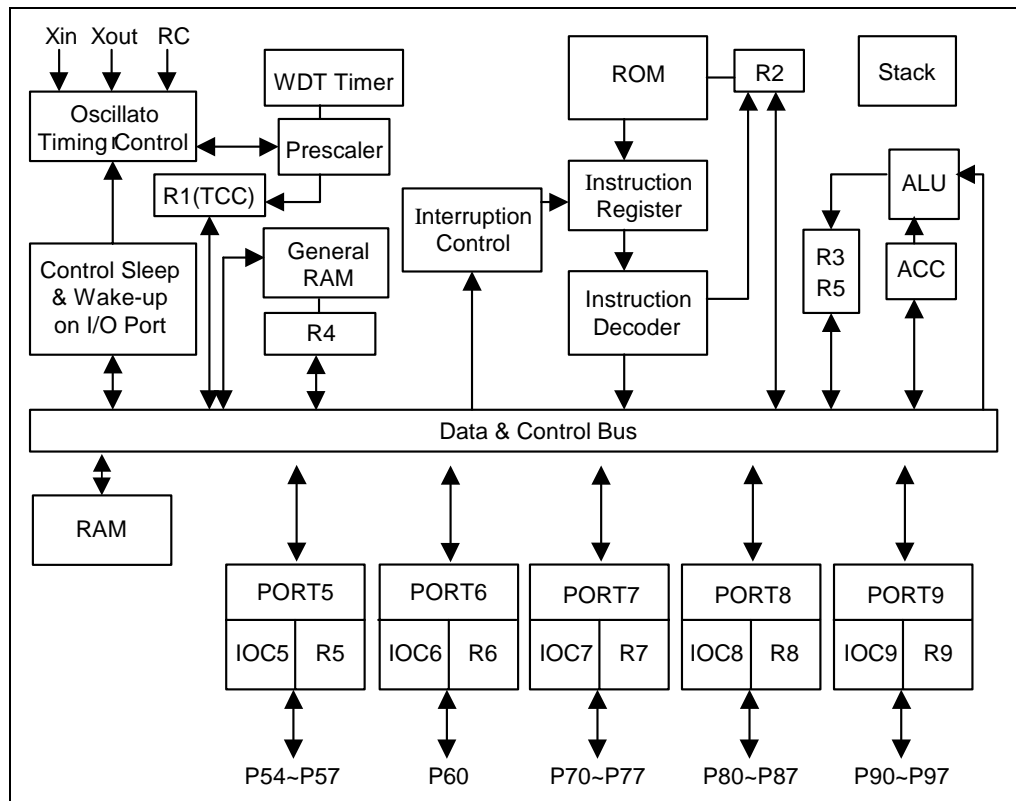 Xin Xout RC
WDT Timer
ROM
R2
Stack
Oscillato
Timing Control
r
Prescaler
R1(TCC)
Interruption
Control
Instruction
Register
ALU
General
RAM
R3
R5
ACC
Control Sleep
& Wake-up
on I/O Port
R4
Instruction
Decoder
Data & Control Bus
RAM
PORT5 PORT6 PORT7 PORT8 PORT9
IOC5 R5 IOC6 R6 IOC7 R7 IOC8 R8 IOC9 R9
P54~P57 P60 P70~P77 P80~P87 P90~P97